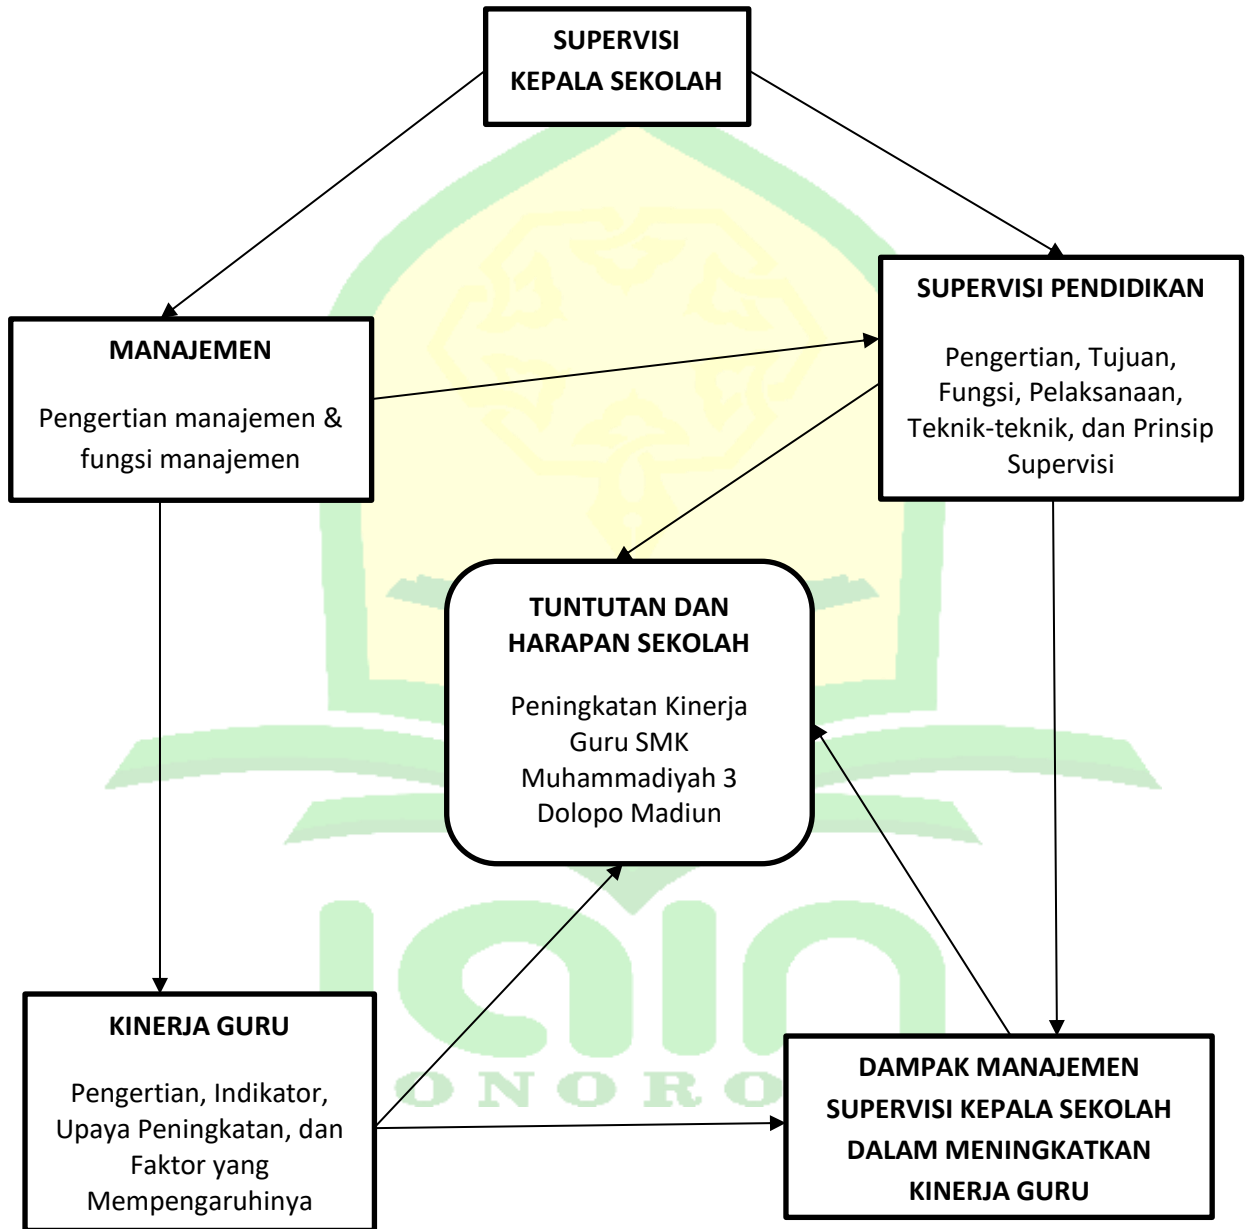 SUPERVISI
KEPALA SEKOLAH
SUPERVISI PENDIDIKAN
Pengertian, Tujuan,
Fungsi, Pelaksanaan,
Teknik-teknik, dan Prinsip
Supervisi
MANAJEMEN
Pengertian manajemen &
fungsi manajemen
TUNTUTAN DAN
HARAPAN SEKOLAH
Peningkatan Kinerja
Guru SMK
Muhammadiyah 3
Dolopo Madiun
KINERJA GURU
Pengertian, Indikator,
Upaya Peningkatan, dan
Faktor yang
Mempengaruhinya
DAMPAK MANAJEMEN
SUPERVISI KEPALA SEKOLAH
DALAM MENINGKATKAN
KINERJA GURU
iain
ONORO